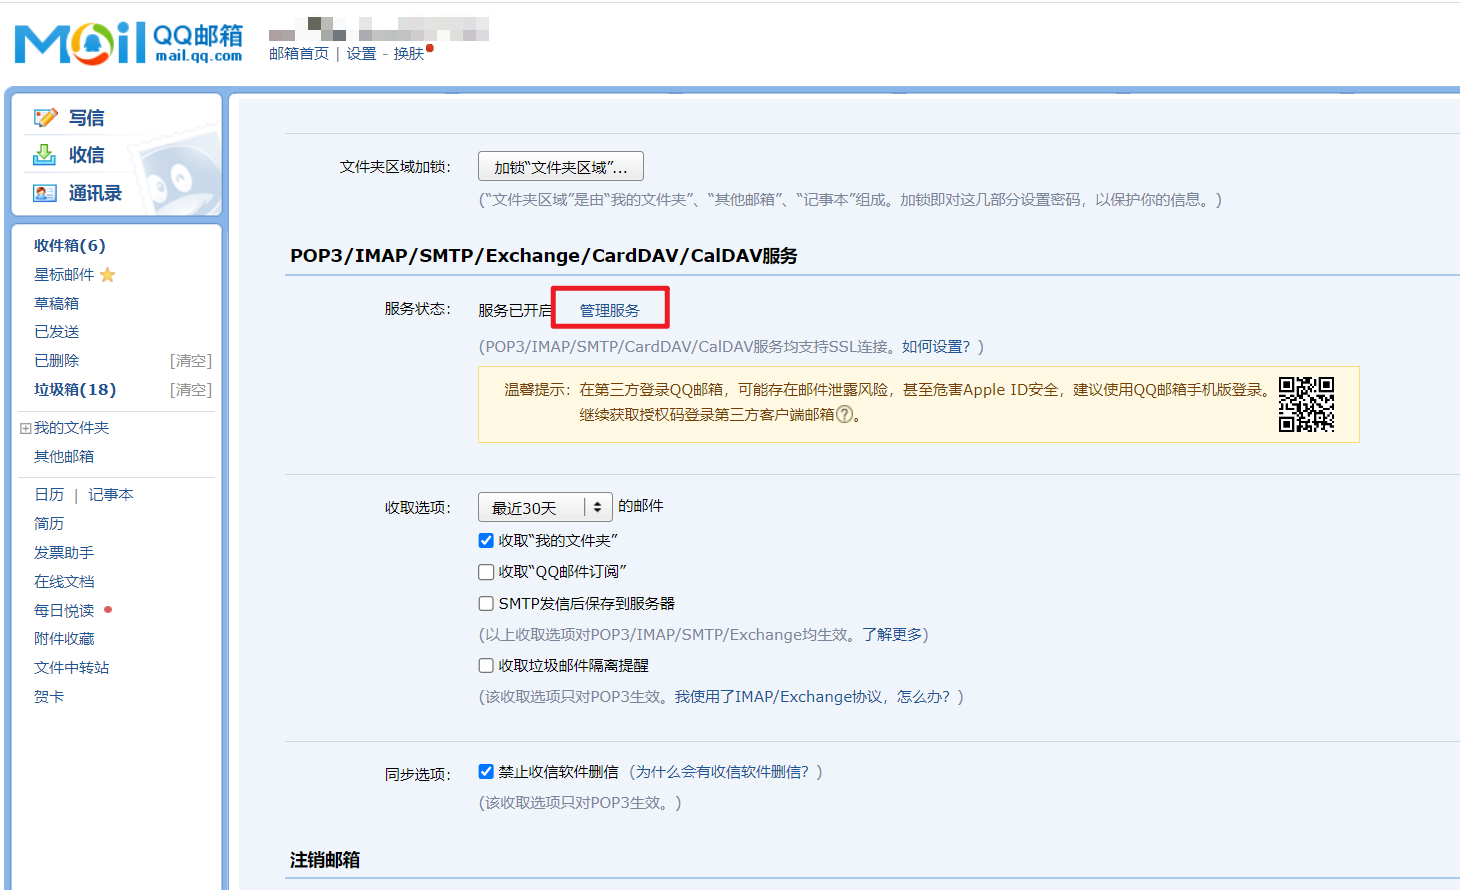 Mail QQ邮箱
mail.qq.com
邮箱首页 | 设置 - 换肤
写信
收信
通讯录
收件箱(6)
星标邮件
草稿箱
已发送
已删除 [清空]
垃圾箱(18) [清空]
我的文件夹
其他邮箱
日历 | 记事本
简历
发票助手
在线文档
每日悦读
附件收藏
文件中转站
贺卡
文件夹区域加锁: 加锁“文件夹区域”...
(“文件夹区域”是由“我的文件夹”、“其他邮箱”、“记事本”组成。加锁即对这几部分设置密码，以保护你的信息。)
POP3/IMAP/SMTP/Exchange/CardDAV/CalDAV服务
服务状态: 服务已开启 管理服务
(POP3/IMAP/SMTP/CardDAV/CalDAV服务均支持SSL连接。如何设置？)
温馨提示：在第三方登录QQ邮箱，可能存在邮件泄露风险，甚至危害Apple ID安全，建议使用QQ邮箱手机版登录。
继续获取授权码登录第三方客户端邮箱?。
收取选项: 最近30天 的邮件
收取“我的文件夹”
收取“QQ邮件订阅”
SMTP发信后保存到服务器
(以上收取选项对POP3/IMAP/SMTP/Exchange均生效。了解更多)
收取垃圾邮件隔离提醒
(该收取选项只对POP3生效。我使用了IMAP/Exchange协议，怎么办？)
同步选项: 禁止收信软件删信 (为什么会有收信软件删信？)
(该收取选项只对POP3生效。)
注销邮箱